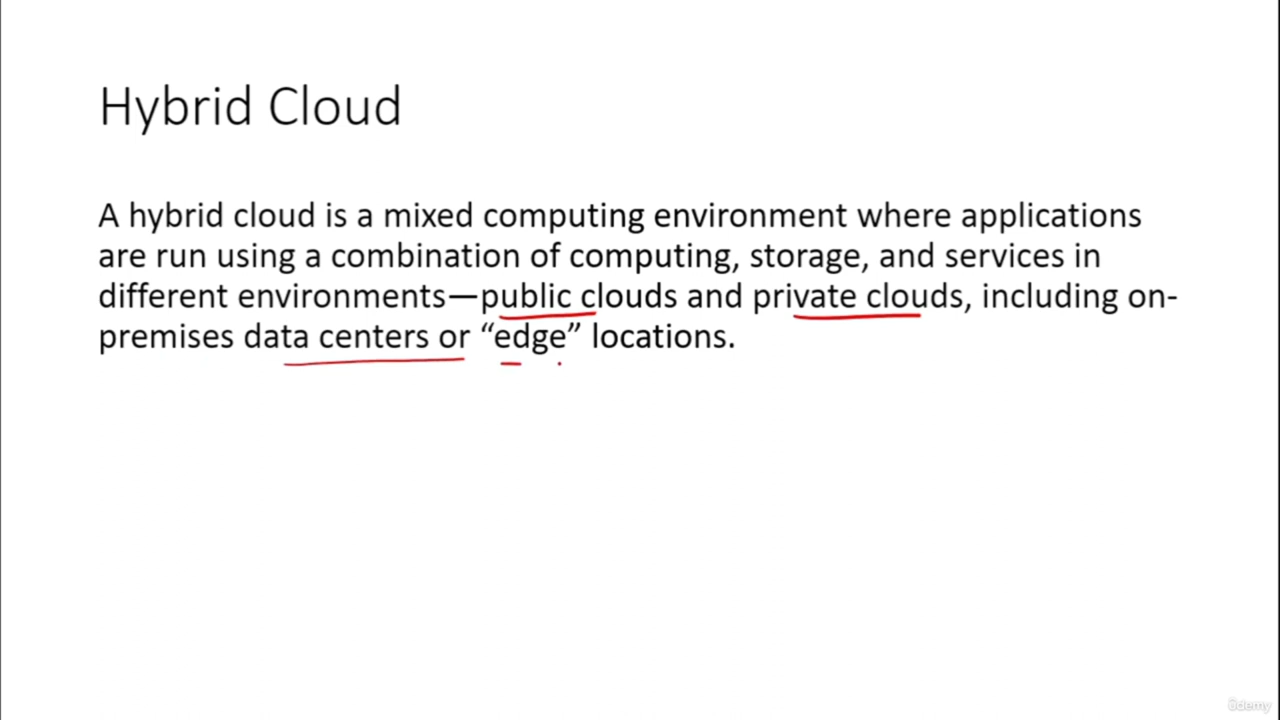 Hybrid Cloud
A hybrid cloud is a mixed computing environment where applications
are run using a combination of computing, storage, and services in
different environments—public clouds and private clouds, including on-
premises data centers or “edge” locations.
ûdemy